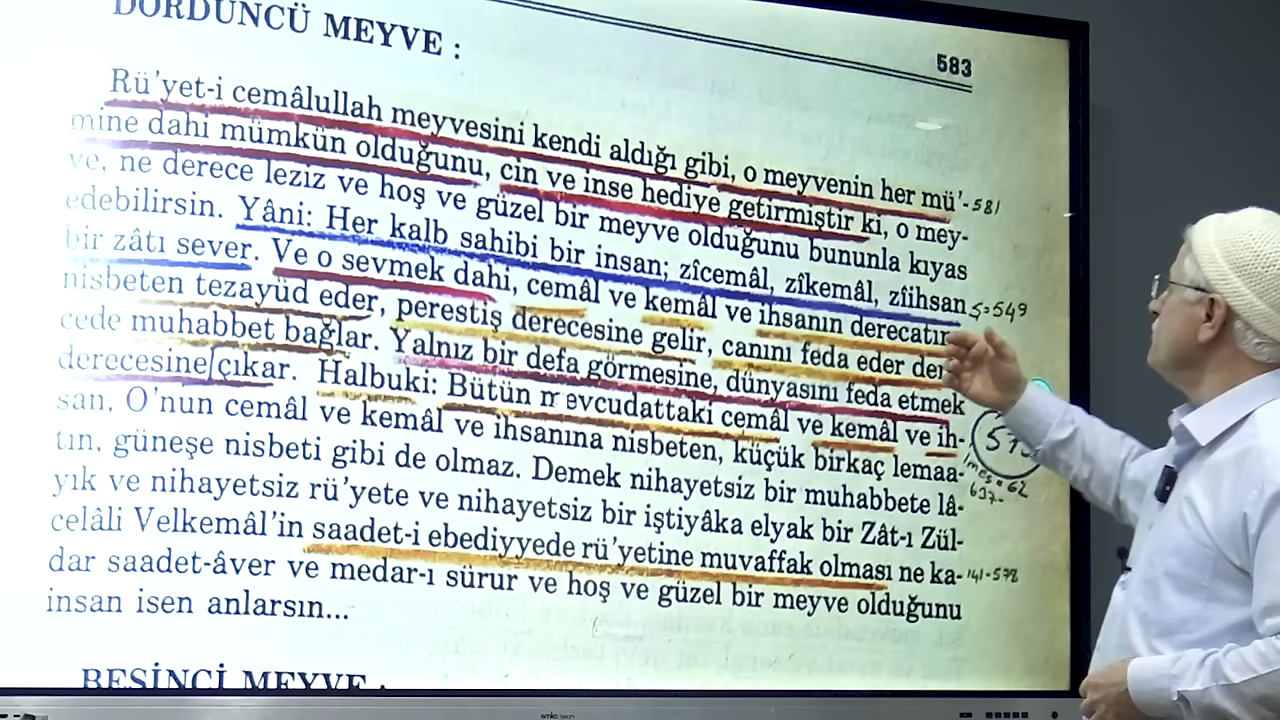 DÖRDÜNCÜ MEYVE :
583
Rü'yet-i cemâlullah meyvesini kendi aldığı gibi, o meyvenin her mü'-581
mine dahi mümkün olduğunu, cin ve inse hediye getirmiştir ki, o mey-
ve, ne derece leziz ve hoş ve güzel bir meyve olduğunu bununla kıyas
edebilirsin. Yâni: Her kalb sahibi bir insan; zîcemâl, zîkemâl, zîihsan S=549
bir zâtı sever. Ve o sevmek dahi, cemâl ve kemâl ve ihsanın derecatın
nisbeten tezayüd eder, perestiş derecesine gelir, canını feda eder der
cede muhabbet bağlar. Yalnız bir defa görmesine, dünyasını feda etmek
derecesine çıkar. Halbuki: Bütün mevcudattaki cemâl ve kemâl ve ih-
san, O'nun cemâl ve kemâl ve ihsanına nisbeten, küçük birkaç lemaa-
tın, güneşe nisbeti gibi de olmaz. Demek nihayetsiz bir muhabbete lâ-
yık ve nihayetsiz rü'yete ve nihayetsiz bir iştiyâka elyak bir Zât-ı Zül-
celâli Velkemâl'in saadet-i ebediyyede rü'yetine muvaffak olması ne ka- 141-578
dar saadet-âver ve medar-ı sürur ve hoş ve güzel bir meyve olduğunu
insan isen anlarsın...
BEŞİNCİ MEYVE :